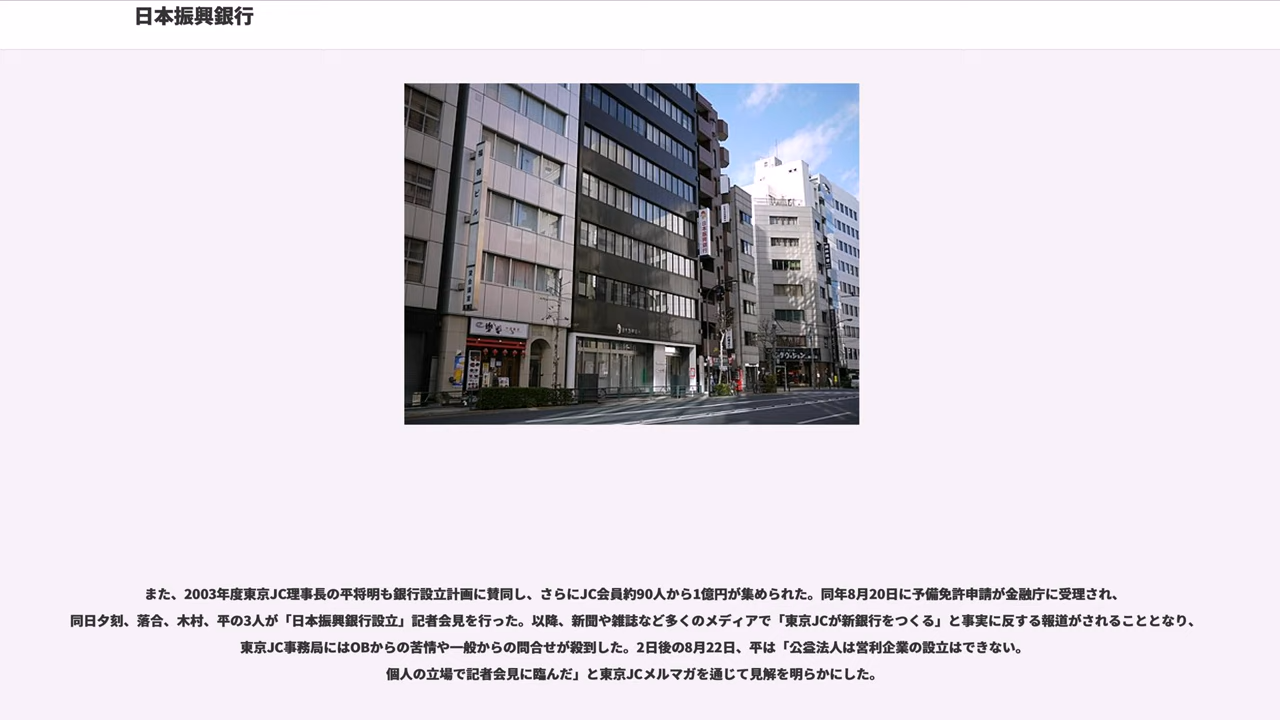 日本振興銀行
日本振興銀行
また、2003年度東京JC理事長の平将明も銀行設立計画に賛同し、さらにJC会員約90人から1億円が集められた。同年8月20日に予備免許申請が金融庁に受理され、
同日夕刻、落合、木村、平の3人が「日本振興銀行設立」記者会見を行った。以降、新聞や雑誌など多くのメディアで「東京JCが新銀行をつくる」と事実に反する報道がされることとなり、
東京JC事務局にはOBからの苦情や一般からの問合せが殺到した。2日後の8月22日、平は「公益法人は営利企業の設立はできない。
個人の立場で記者会見に臨んだ」と東京JCメルマガを通じて見解を明らかにした。